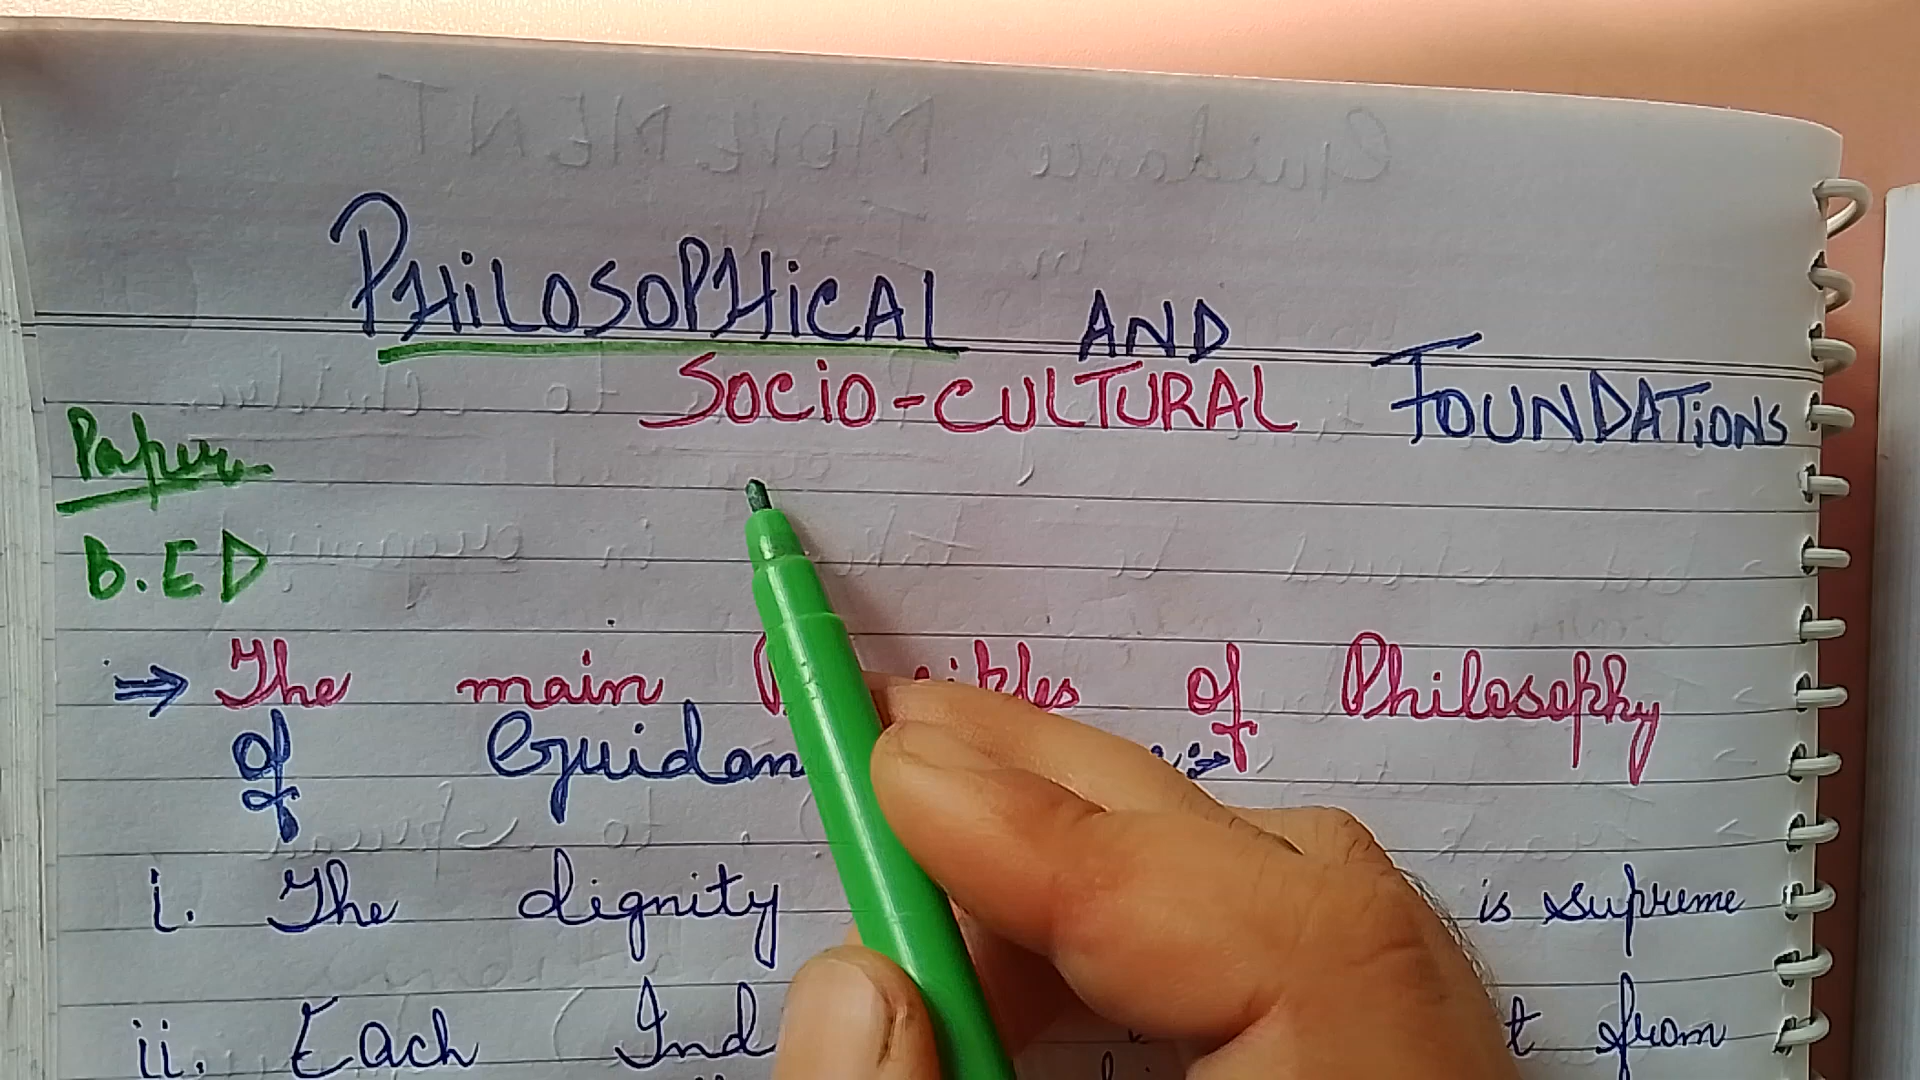 PHiLOSOPHiCAL AND
SOCiO-CULTURAL FOUNDATiONS
Paper
B.ED
⇒ The main of Philosophy
of
i. The dignity is supreme
ii. Each from